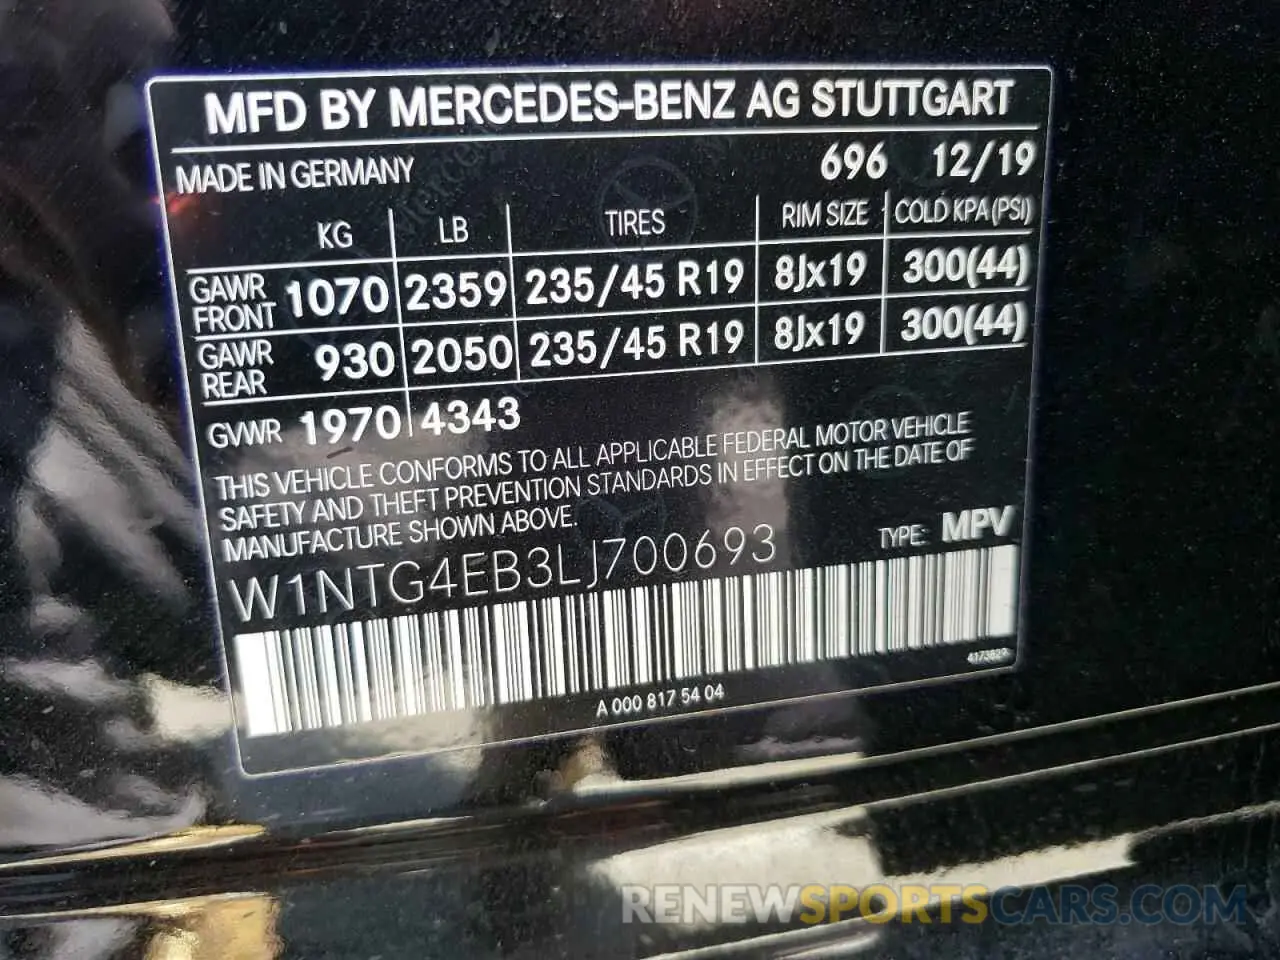 MFD BY MERCEDES-BENZ AG STUTTGART
MADE IN GERMANY 696 12/19
KG LB TIRES RIM SIZE COLD KPA(PSI)
GAWR FRONT 1070 2359 235/45 R19 8Jx19 300(44)
GAWR REAR 930 2050 235/45 R19 8Jx19 300(44)
GVWR 1970 4343
THIS VEHICLE CONFORMS TO ALL APPLICABLE FEDERAL MOTOR VEHICLE
SAFETY AND THEFT PREVENTION STANDARDS IN EFFECT ON THE DATE OF
MANUFACTURE SHOWN ABOVE.
W1NTG4EB3LJ700693 TYPE: MPV
4173829
A 000 817 54 04
RENEWSPORTSCARS.COM